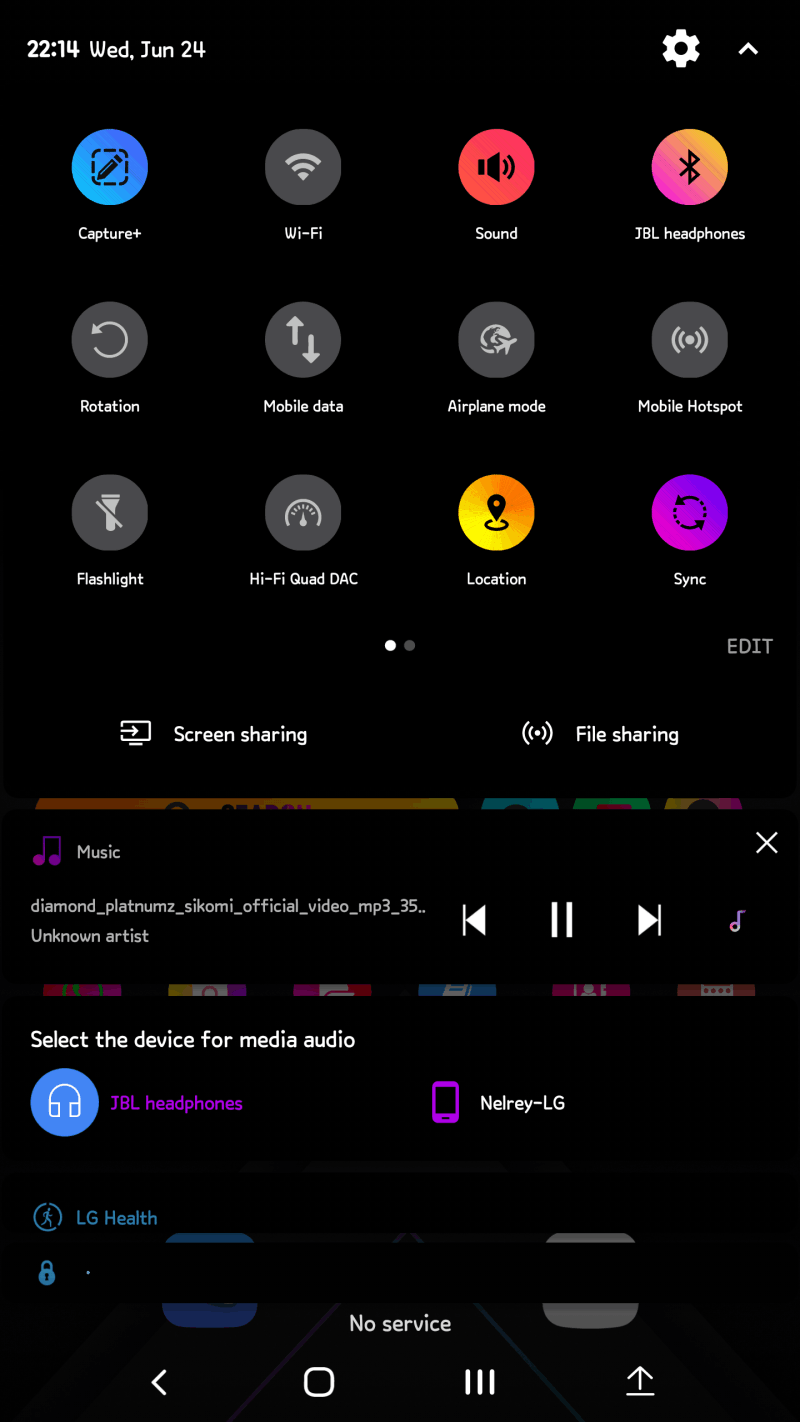 22:14 Wed, Jun 24
Capture+ Wi-Fi Sound JBL headphones
Rotation Mobile data Airplane mode Mobile Hotspot
Flashlight Hi-Fi Quad DAC Location Sync
EDIT
Screen sharing File sharing
Music
diamond_platnumz_sikomi_official_video_mp3_35..
Unknown artist
Select the device for media audio
JBL headphones Nelrey-LG
LG Health
No service